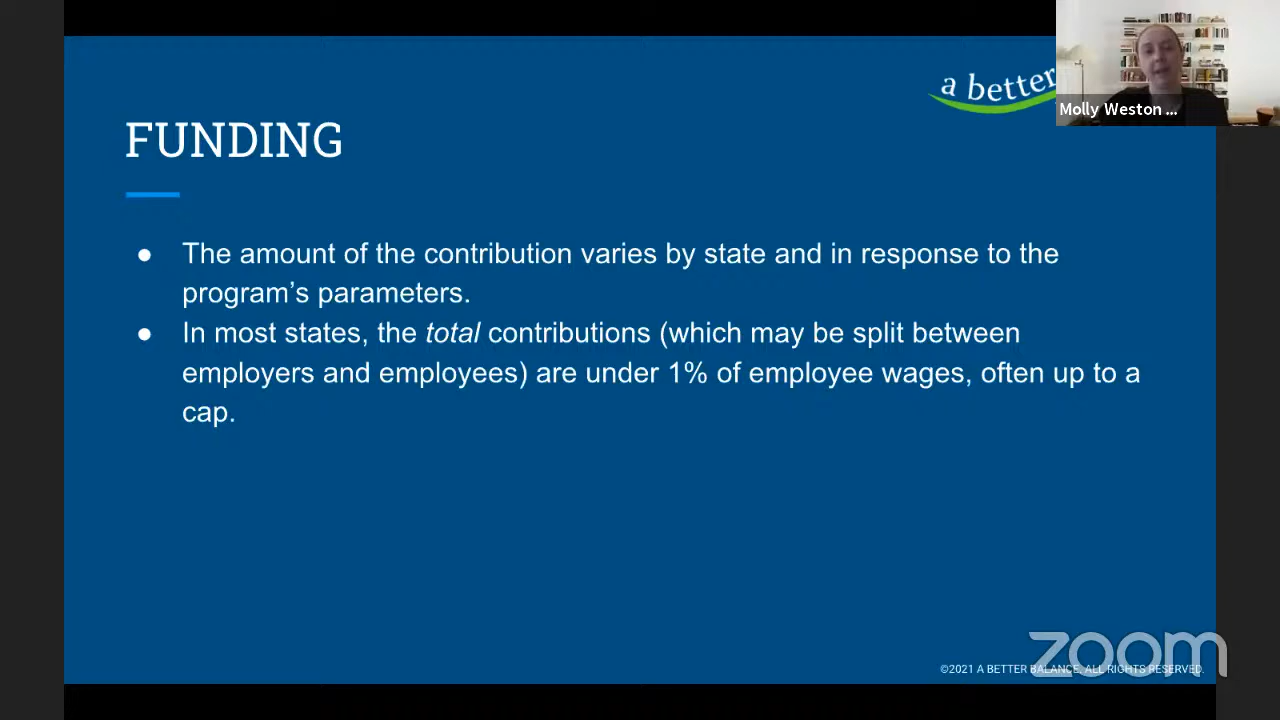 a better
Molly Weston ...
FUNDING
● The amount of the contribution varies by state and in response to the
program’s parameters.
● In most states, the total contributions (which may be split between
employers and employees) are under 1% of employee wages, often up to a
cap.
zoom
©2021 A BETTER BALANCE. ALL RIGHTS RESERVED.